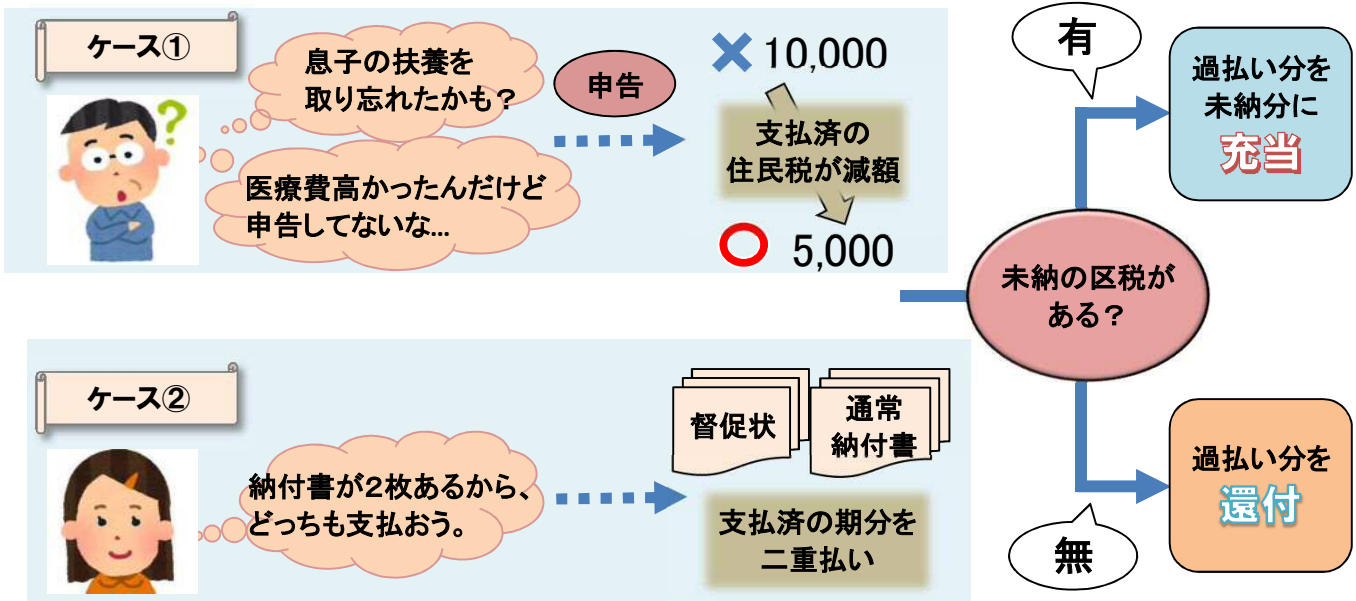 ケース①
息子の扶養を
取り忘れたかも？
医療費高かったんだけど
申告してないな…
申告
10,000
支払済の
住民税が減額
5,000
ケース②
納付書が２枚あるから、
どっちも支払おう。
督促状
通常
納付書
支払済の期分を
二重払い
未納の区税が
ある？
有
過払い分を
未納分に
充当
無
過払い分を
還付